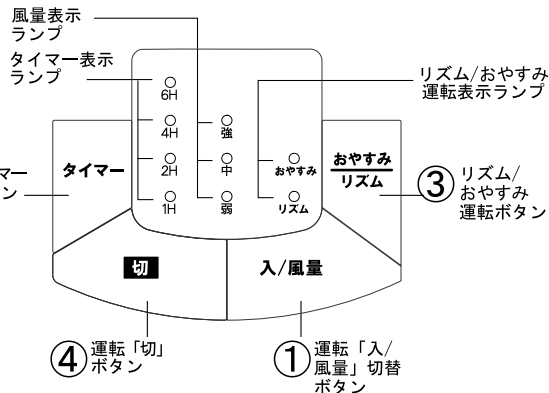 風量表示
ランプ
タイマー表示
ランプ
リズム/おやすみ
運転表示ランプ
6H
4H
2H
1H
強
中
弱
おやすみ
リズム
タイマー
おやすみ
リズム
マー
ン
③ リズム/
おやすみ
運転ボタン
切
入/風量
④ 運転「切」
ボタン
① 運転「入/
風量」切替
ボタン